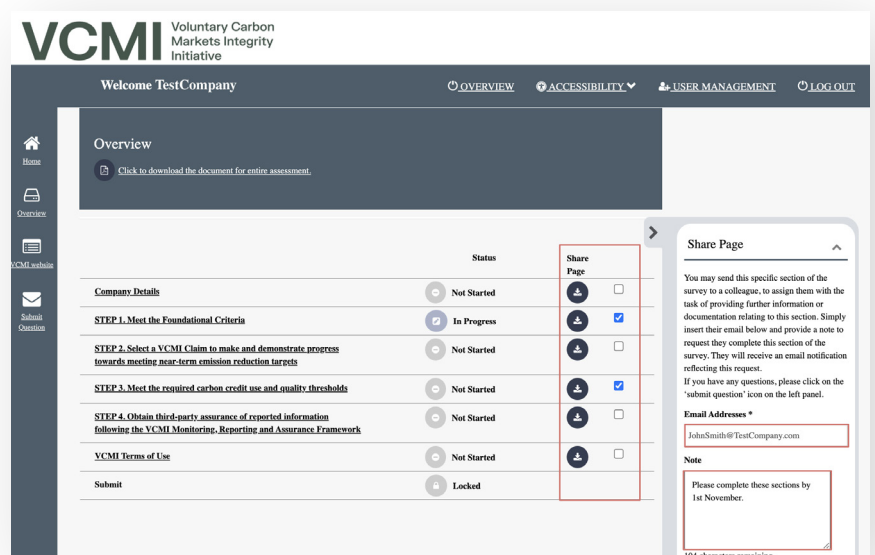 VCMI
Voluntary Carbon
Markets Integrity
Initiative
Welcome TestCompany
OVERVIEW
ACCESSIBILITY
USER MANAGEMENT
LOG OUT
Home
Overview
VCMI website
Submit
Question
Overview
Click to download the document for entire assessment.
Status
Share
Page
Company Details
Not Started
STEP 1. Meet the Foundational Criteria
In Progress
STEP 2. Select a VCMI Claim to make and demonstrate progress
towards meeting near-term emission reduction targets
Not Started
STEP 3. Meet the required carbon credit use and quality thresholds
Not Started
STEP 4. Obtain third-party assurance of reported information
following the VCMI Monitoring, Reporting and Assurance Framework
Not Started
VCMI Terms of Use
Not Started
Submit
Locked
Share Page
You may send this specific section of the
survey to a colleague, to assign them with the
task of providing further information or
documentation relating to this section. Simply
insert their email below and provide a note to
request they complete this section of the
survey. They will receive an email notification
reflecting this request.
If you have any questions, please click on the
'submit question' icon on the left panel.
Email Addresses *
JohnSmith@TestCompany.com
Note
Please complete these sections by
1st November.